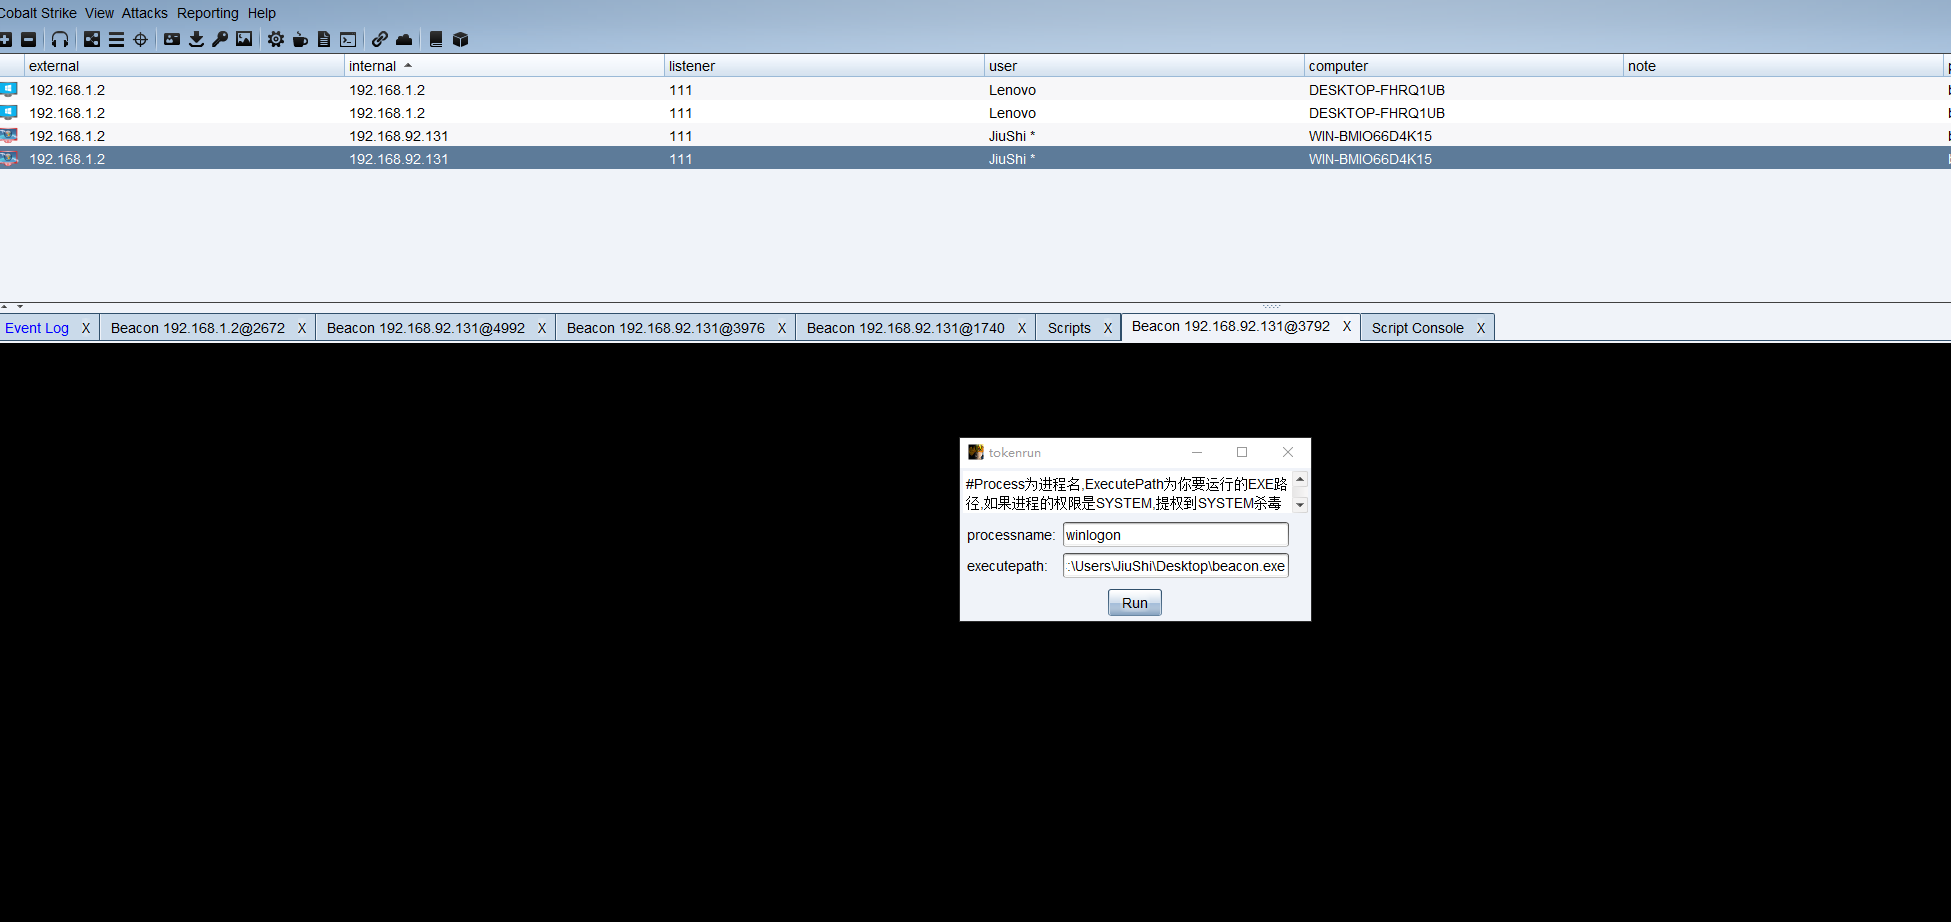 Cobalt Strike View Attacks Reporting Help
external internal listener user computer note
192.168.1.2 192.168.1.2 111 Lenovo DESKTOP-FHRQ1UB
192.168.1.2 192.168.1.2 111 Lenovo DESKTOP-FHRQ1UB
192.168.1.2 192.168.92.131 111 JiuShi * WIN-BMIO66D4K15
192.168.1.2 192.168.92.131 111 JiuShi * WIN-BMIO66D4K15
Event Log X Beacon 192.168.1.2@2672 X Beacon 192.168.92.131@4992 X Beacon 192.168.92.131@3976 X Beacon 192.168.92.131@1740 X Scripts X Beacon 192.168.92.131@3792 X Script Console X
tokenrun
#Process为进程名,ExecutePath为你要运行的EXE路
径,如果进程的权限是SYSTEM,提权到SYSTEM杀毒
processname: winlogon
executepath: :\Users\JiuShi\Desktop\beacon.exe
Run